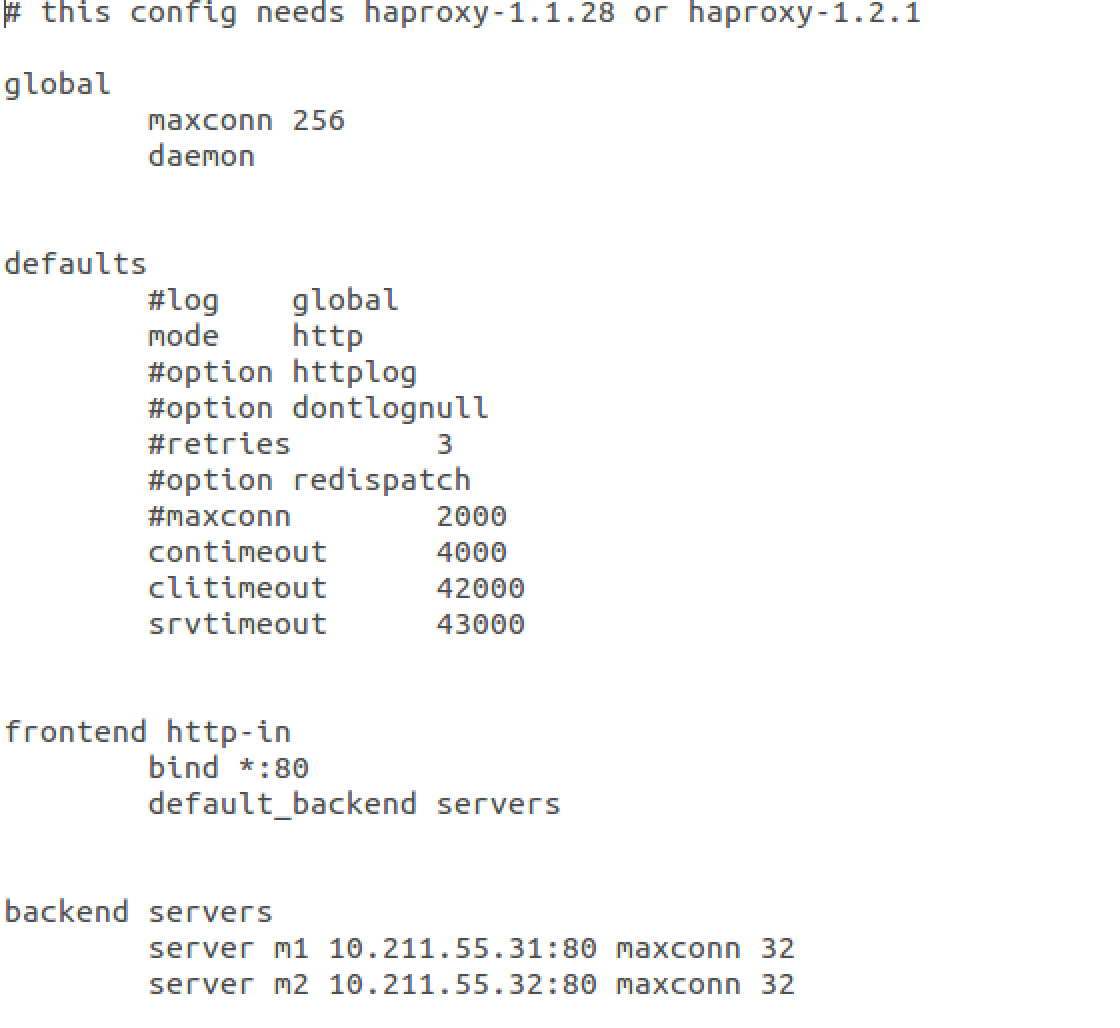 # this config needs haproxy-1.1.28 or haproxy-1.2.1
global
maxconn 256
daemon
defaults
#log global
mode http
#option httplog
#option dontlognull
#retries 3
#option redispatch
#maxconn 2000
contimeout 4000
clitimeout 42000
srvtimeout 43000
frontend http-in
bind *:80
default_backend servers
backend servers
server m1 10.211.55.31:80 maxconn 32
server m2 10.211.55.32:80 maxconn 32